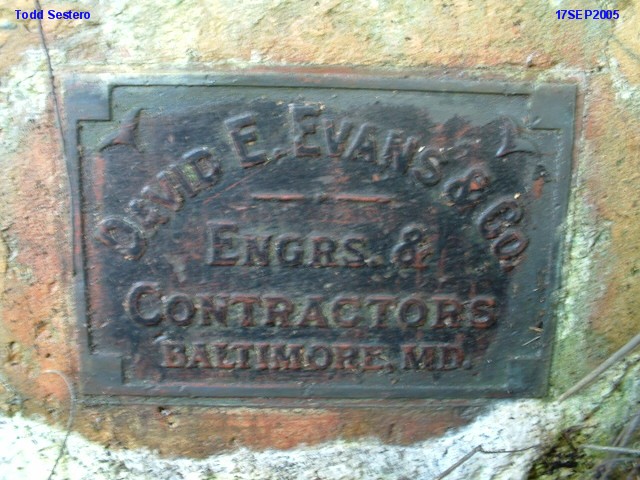 Todd Sestero
17SEP2005
DAVID E. EVANS & CO.
ENGRS. &
CONTRACTORS
BALTIMORE, MD.